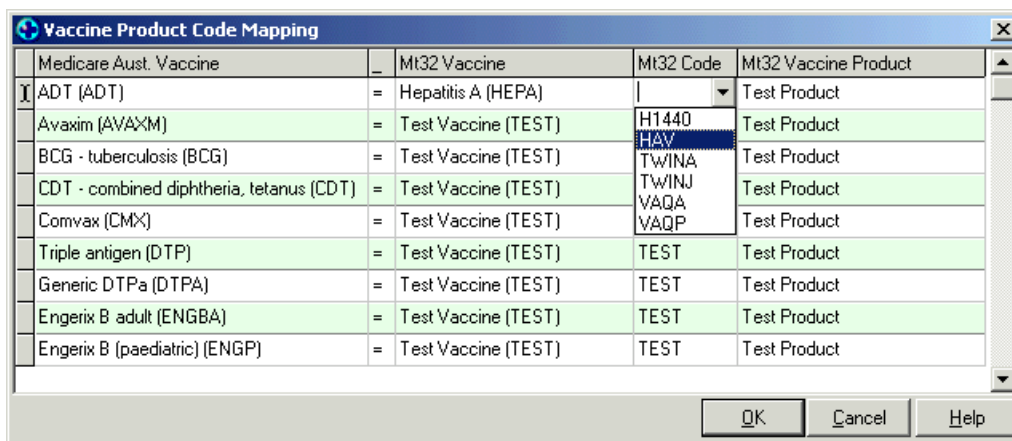 Vaccine Product Code Mapping
Medicare Aust. Vaccine _ Mt32 Vaccine Mt32 Code Mt32 Vaccine Product
ADT (ADT) = Hepatitis A (HEPA) Test Product
Avaxim (AVAXM) = Test Vaccine (TEST) H1440 Test Product
HAV
BCG - tuberculosis (BCG) = Test Vaccine (TEST) TWINA Test Product
TWINJ
CDT - combined diphtheria, tetanus (CDT) = Test Vaccine (TEST) VAQA Test Product
Comvax (CMX) = Test Vaccine (TEST) VAQP Test Product
Triple antigen (DTP) = Test Vaccine (TEST) TEST Test Product
Generic DTPa (DTPA) = Test Vaccine (TEST) TEST Test Product
Engerix B adult (ENGBA) = Test Vaccine (TEST) TEST Test Product
Engerix B (paediatric) (ENGP) = Test Vaccine (TEST) TEST Test Product
OK Cancel Help